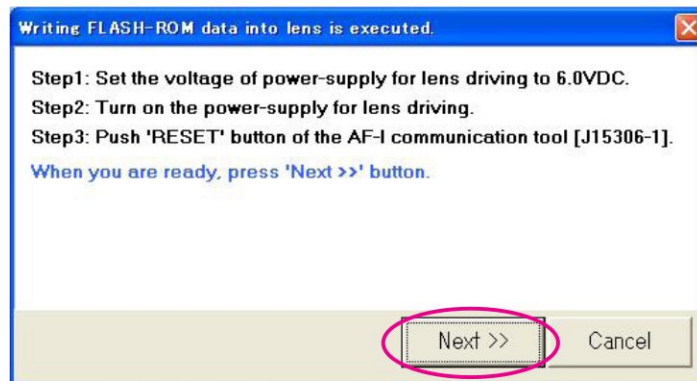 Writing FLASH-ROM data into lens is executed.
Step1: Set the voltage of power-supply for lens driving to 6.0VDC.
Step2: Turn on the power-supply for lens driving.
Step3: Push 'RESET' button of the AF-I communication tool [J15306-1].
When you are ready, press 'Next >>' button.
Next >>
Cancel